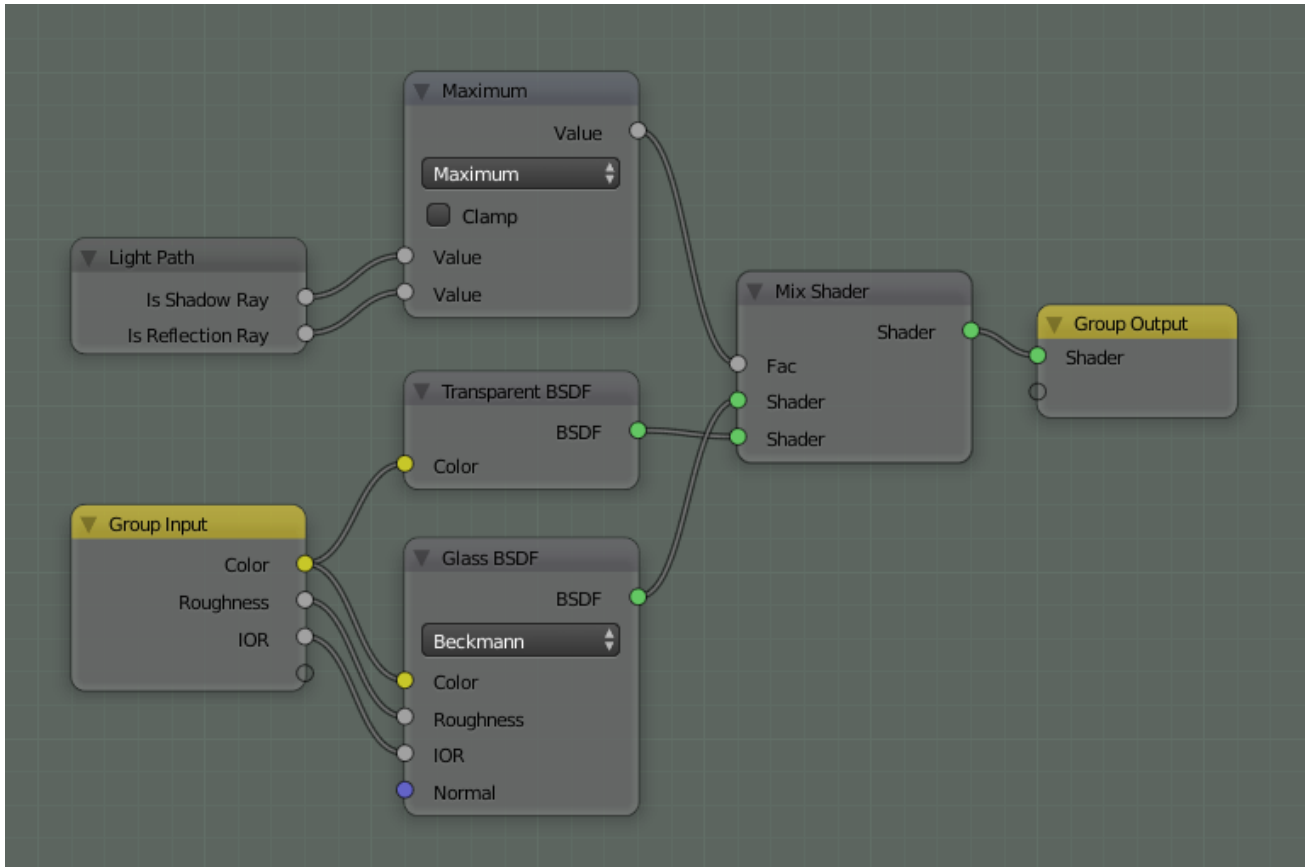 Maximum
Value
Maximum
Clamp
Value
Value
Light Path
Is Shadow Ray
Is Reflection Ray
Mix Shader
Shader
Fac
Shader
Shader
Group Output
Shader
Transparent BSDF
BSDF
Color
Group Input
Color
Roughness
IOR
Glass BSDF
BSDF
Beckmann
Color
Roughness
IOR
Normal